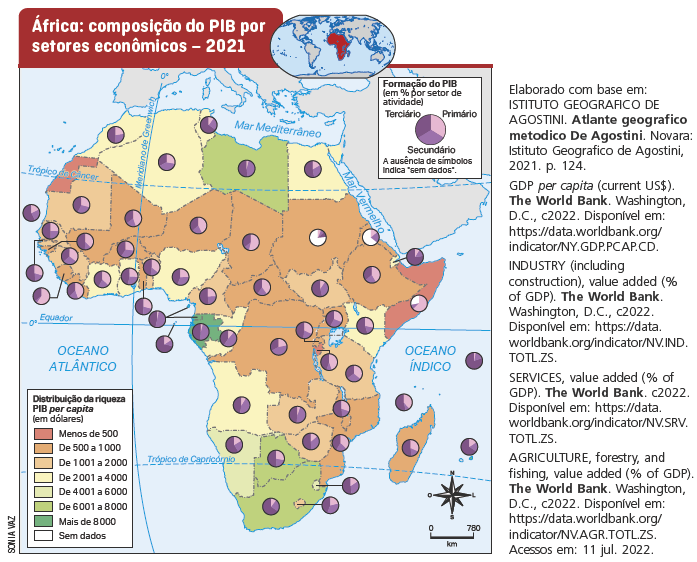 África: composição do PIB por
setores econômicos – 2021
0°
Meridiano de Greenwich
Mar Mediterrâneo
Formação do PIB
(em % por setor de
atividade)
Terciário
Primário
Secundário
A ausência de símbolos
indica "sem dados".
Trópico de Câncer
Mar Vermelho
0°
Equador
OCEANO
ATLÂNTICO
OCEANO
ÍNDICO
Trópico de Capricórnio
Distribuição da riqueza
PIB per capita
(em dólares)
Menos de 500
De 500 a 1 000
De 1 001 a 2 000
De 2 001 a 4 000
De 4 001 a 6 000
De 6 001 a 8 000
Mais de 8 000
Sem dados
N
O
L
S
0
780
km
SONIA VAZ
Elaborado com base em:
ISTITUTO GEOGRAFICO DE
AGOSTINI. Atlante geografico
metodico De Agostini. Novara:
Istituto Geografico de Agostini,
2021. p. 124.
GDP per capita (current US$).
The World Bank. Washington,
D.C., c2022. Disponível em:
https://data.worldbank.org/
indicator/NY.GDP.PCAP.CD.
INDUSTRY (including
construction), value added (%
of GDP). The World Bank.
Washington, D.C., c2022.
Disponível em: https://data.
worldbank.org/indicator/NV.IND.
TOTL.ZS.
SERVICES, value added (% of
GDP). The World Bank. c2022.
Disponível em: https://data.
worldbank.org/indicator/NV.SRV.
TOTL.ZS.
AGRICULTURE, forestry, and
fishing, value added (% of GDP).
The World Bank. Washington,
D.C., c2022. Disponível em:
https://data.worldbank.org/
indicator/NV.AGR.TOTL.ZS.
Acessos em: 11 jul. 2022.